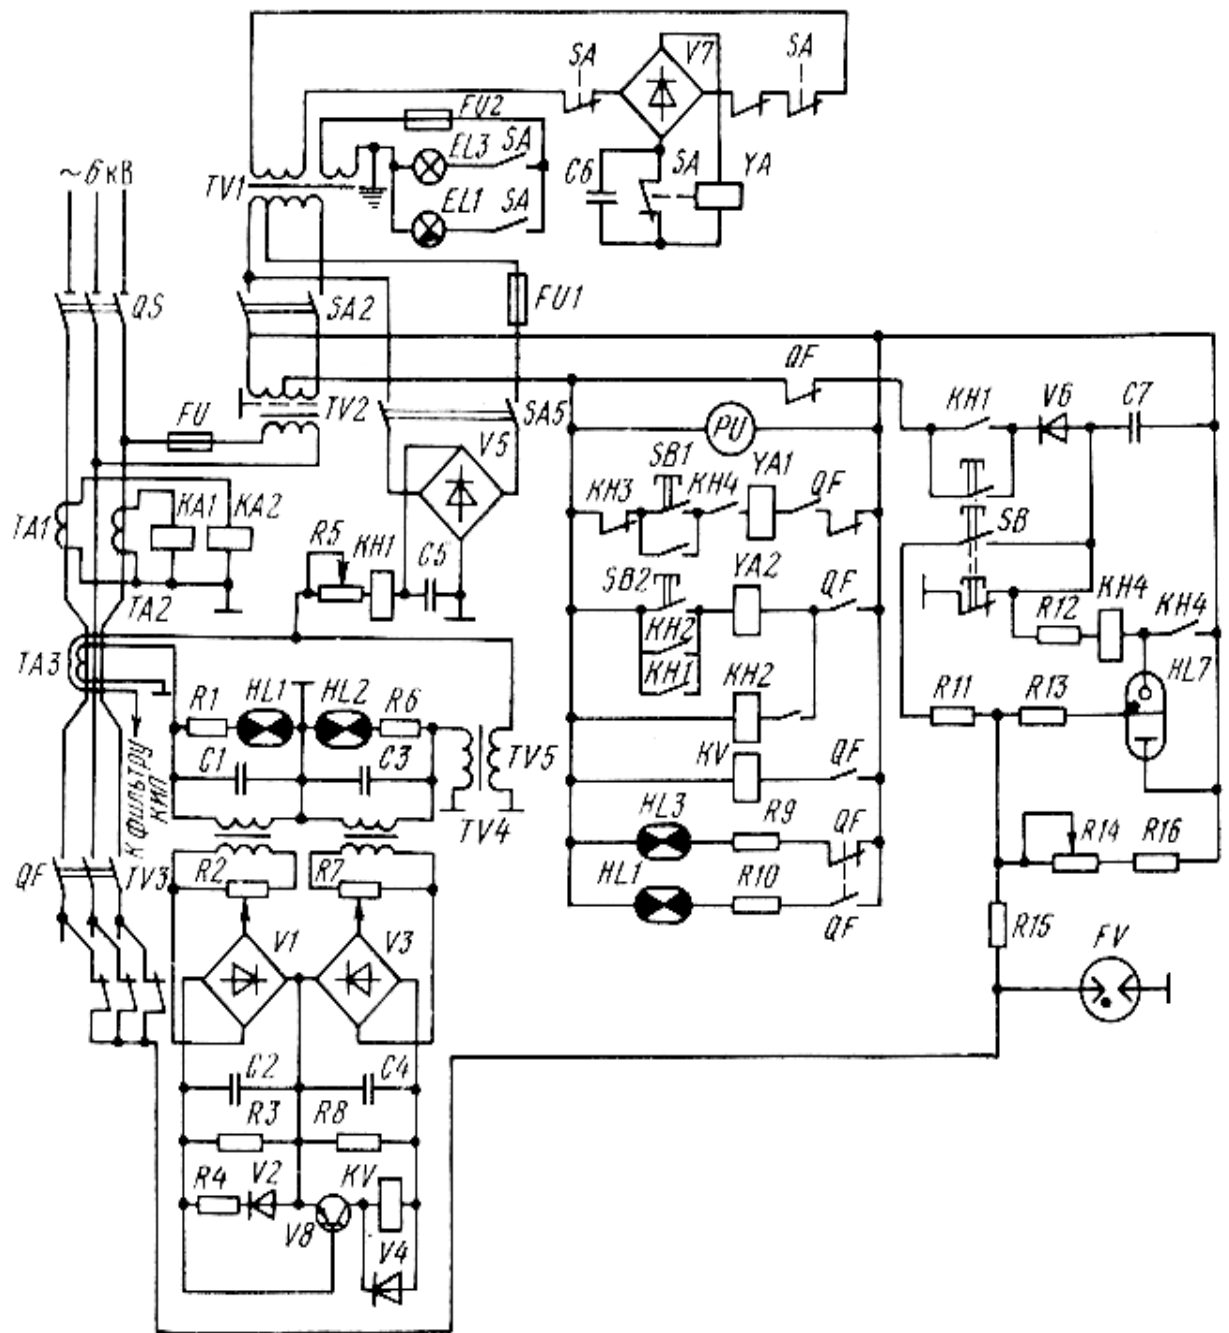 SA
V7
SA
FU2
EL3
SA
TV1
EL1
SA
C6
SA
YA
~6 кВ
QS
SA2
FU1
QF
FU
TV2
SA5
PU
KH1
V6
C7
V5
SB1
YA1
KH3
KH4
QF
TA1
KA1
KA2
R5
KH1
C5
SB
TA2
SB2
YA2
QF
KH2
KH1
R12
KH4
KH4
TA3
HL1
HL2
R1
R6
KH2
R11
R13
HL7
C1
C3
TV5
KV
QF
К фильтру
КИП
TV4
HL3
R9
QF
R14
R16
QF
TV3
R2
R7
HL1
R10
QF
V1
V3
R15
FV
C2
C4
R3
R8
R4
V2
KV
V8
V4